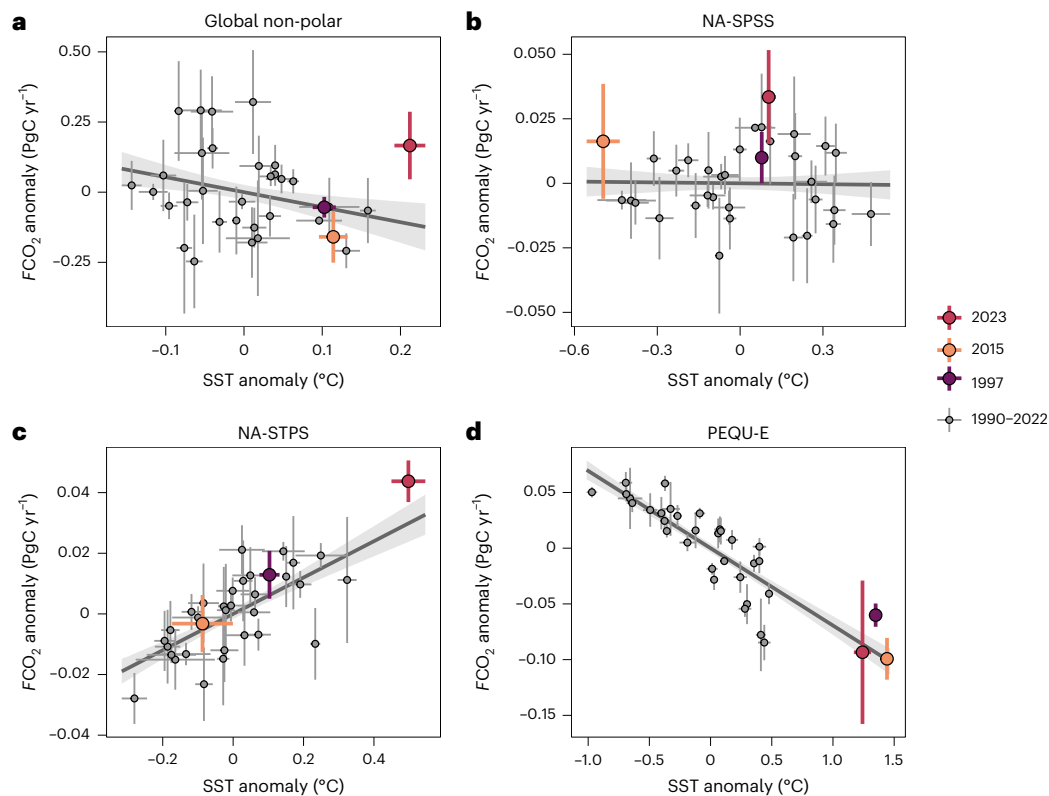 a
Global non-polar
FCO₂ anomaly (PgC yr⁻¹)
0.50
0.25
0
−0.25
−0.1
0
0.1
0.2
SST anomaly (°C)
b
NA-SPSS
FCO₂ anomaly (PgC yr⁻¹)
0.050
0.025
0
−0.025
−0.050
−0.6
−0.3
0
0.3
SST anomaly (°C)
2023
2015
1997
1990–2022
c
NA-STPS
FCO₂ anomaly (PgC yr⁻¹)
0.04
0.02
0
−0.02
−0.04
−0.2
0
0.2
0.4
SST anomaly (°C)
d
PEQU-E
FCO₂ anomaly (PgC yr⁻¹)
0.05
0
−0.05
−0.10
−0.15
−1.0
−0.5
0
0.5
1.0
1.5
SST anomaly (°C)